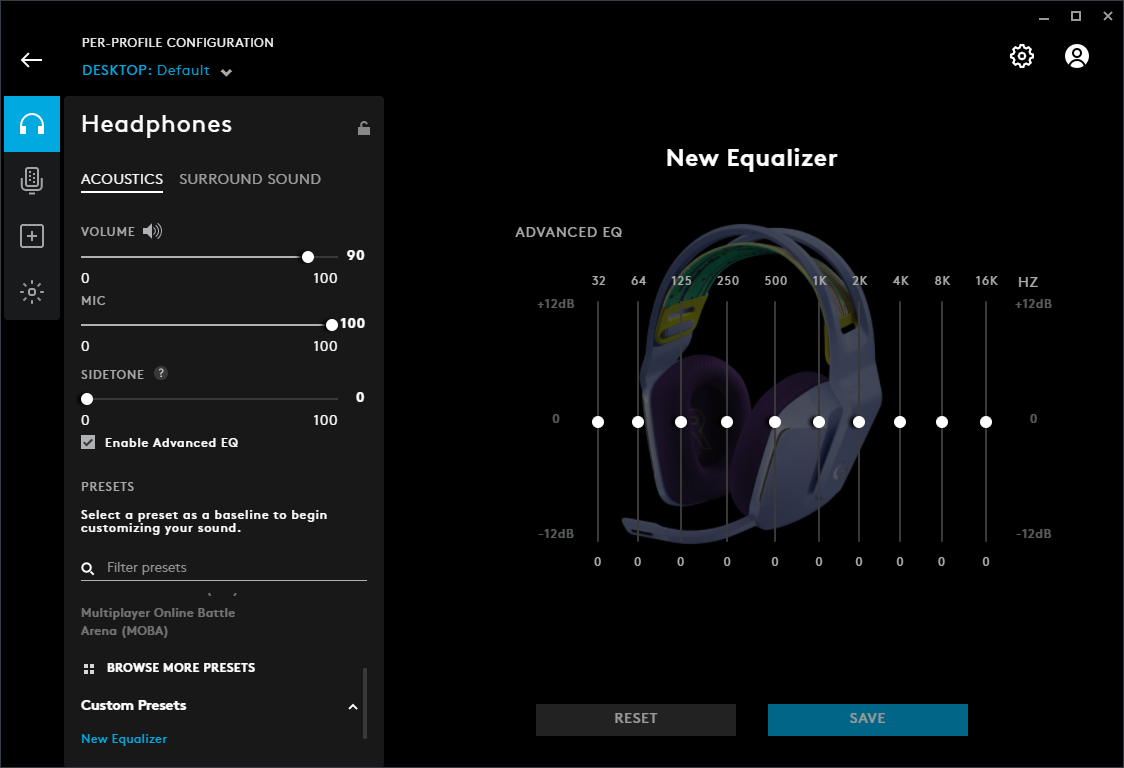 PER-PROFILE CONFIGURATION
DESKTOP: Default
Headphones
ACOUSTICS SURROUND SOUND
VOLUME
90
0 100
MIC
100
0 100
SIDETONE ?
0
0 100
Enable Advanced EQ
PRESETS
Select a preset as a baseline to begin
customizing your sound.
Filter presets
Multiplayer Online Battle
Arena (MOBA)
BROWSE MORE PRESETS
Custom Presets
New Equalizer
New Equalizer
ADVANCED EQ
32 64 125 250 500 1K 2K 4K 8K 16K HZ
+12dB +12dB
0 0
-12dB -12dB
0 0 0 0 0 0 0 0 0 0
RESET SAVE